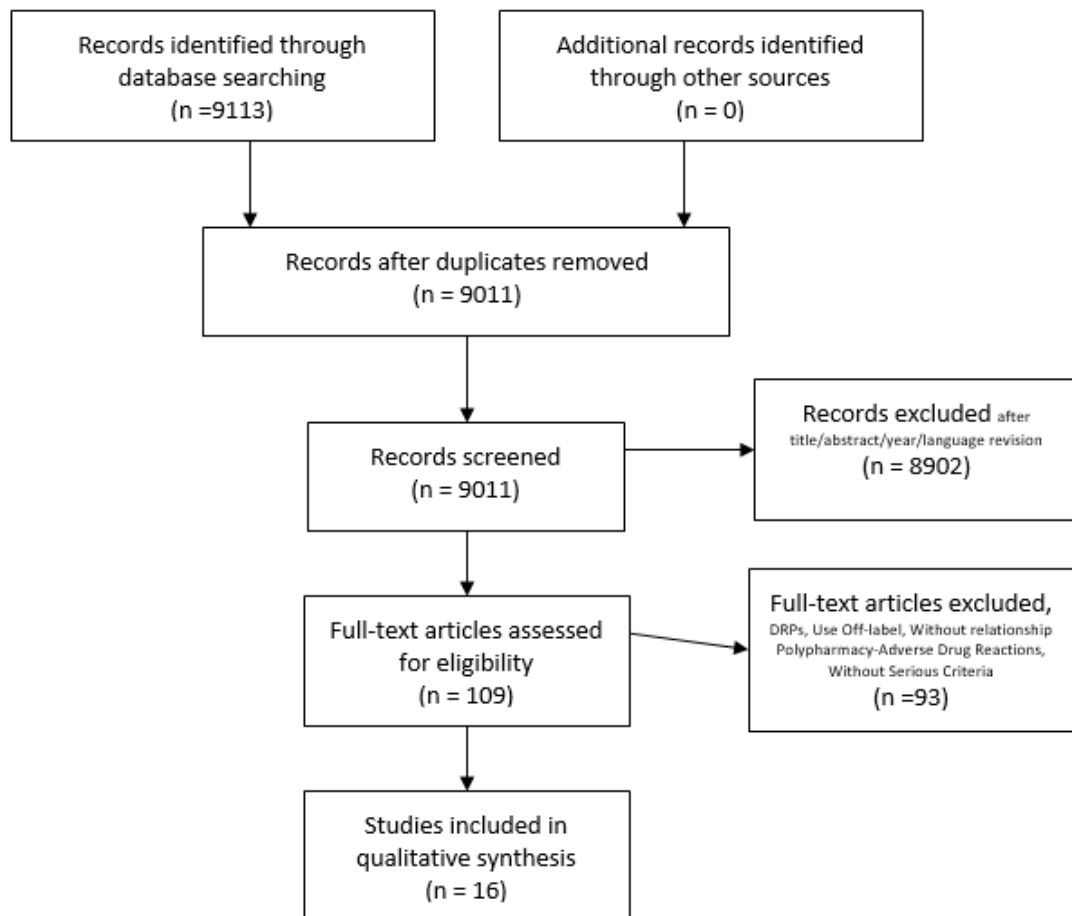 Records identified through
database searching
(n =9113)
Additional records identified
through other sources
(n = 0)
Records after duplicates removed
(n = 9011)
Records screened
(n = 9011)
Records excluded after
title/abstract/year/language revision
(n = 8902)
Full-text articles assessed
for eligibility
(n = 109)
Full-text articles excluded,
DRPs, Use Off-label, Without relationship
Polypharmacy-Adverse Drug Reactions,
Without Serious Criteria
(n =93)
Studies included in
qualitative synthesis
(n = 16)